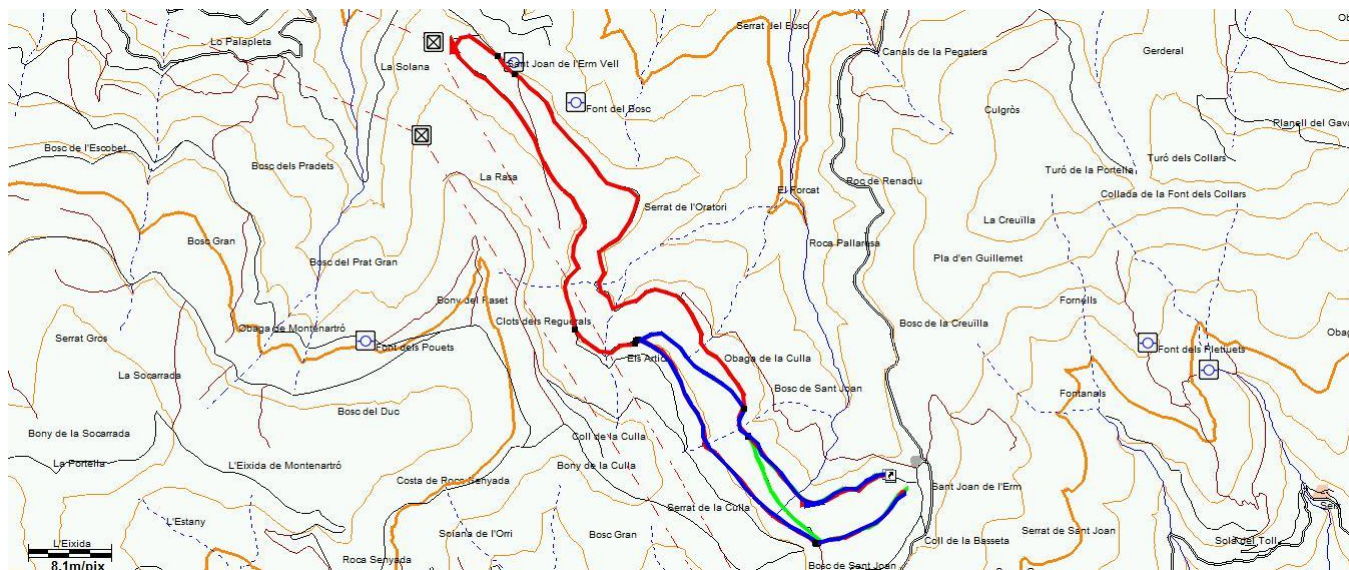 Serrat del Bosc
Lo Palapleta
Canals de la Pegatera
Gerderal
La Solana
Sant Joan de l'Erm Vell
Font del Bosc
Culgròs
Planell del Gava
Bosc de l'Escobet
Bosc dels Pradets
Turó dels Collars
Turó de la Portella
La Rasa
El Forcat
Roc de Renadiu
Collada de la Font dels Collars
Serrat de l'Oratori
La Creuïlla
Bosc Gran
Roca Pallaresa
Bosc del Prat Gran
Pla d'en Guillemet
Bony del Raset
Fornells
Clots dels Reguerals
Bosc de la Creuïlla
Obaga de Montenartró
Serrat Gros
Font dels Pouets
Font dels Plehuets
Obaga de la Culla
La Socarrada
Bosc de Sant Joan
Fontanals
Bosc del Duc
Bony de la Socarrada
Coll de la Culla
La Portella
L'Eixida de Montenartró
Bony de la Culla
Costa de Roca Senyada
Sant Joan de l'Erm
Serrat de la Culla
L'Estany
Solana de l'Orri
Bosc Gran
Serrat de Sant Joan
Coll de la Basseta
Solà del Toll
L'Eixida
Roca Senyada
Bosc de Sant Joan
8.1m/pix